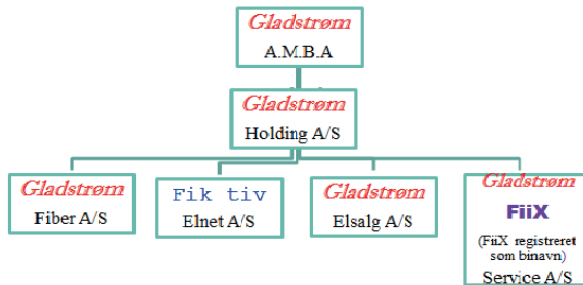 Gladstrøm
A.M.B.A
Gladstrøm
Holding A/S
Gladstrøm
Fiber A/S
Fik tiv
Elnet A/S
Gladstrøm
Elsalg A/S
Gladstrøm
FiiX
(FiiX registreret
som binavn)
Service A/S